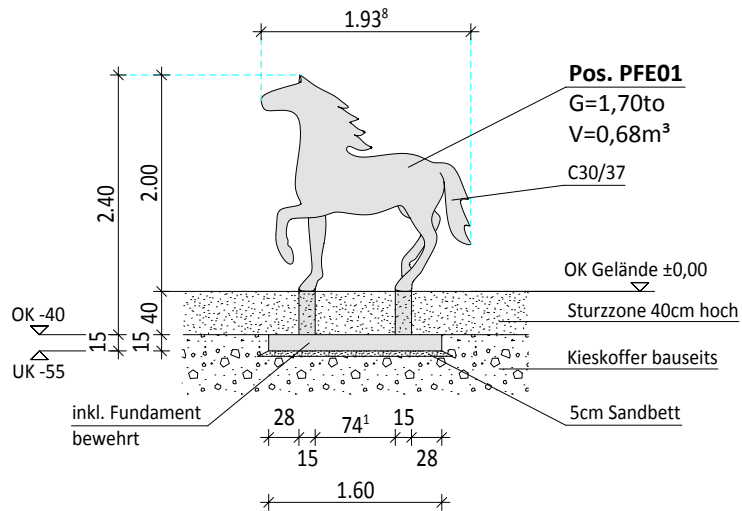 1.93⁸
Pos. PFE01
G=1,70to
V=0,68m³
C30/37
2.40
2.00
OK Gelände ±0,00
OK -40
40
Sturzzone 40cm hoch
15
15
UK -55
Kieskoffer bauseits
inkl. Fundament
bewehrt
5cm Sandbett
28
74¹
15
15
28
1.60